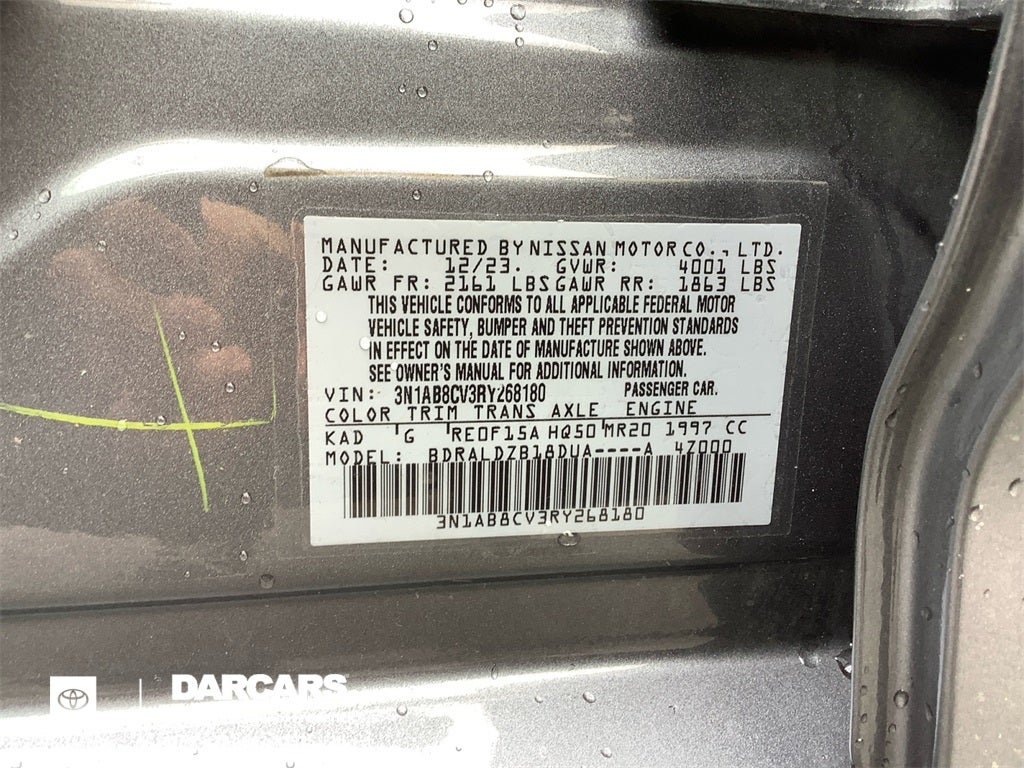 MANUFACTURED BY NISSAN MOTOR CO., LTD.
DATE: 12/23. GVWR: 4001 LBS
GAWR FR: 2161 LBS GAWR RR: 1863 LBS
THIS VEHICLE CONFORMS TO ALL APPLICABLE FEDERAL MOTOR
VEHICLE SAFETY, BUMPER AND THEFT PREVENTION STANDARDS
IN EFFECT ON THE DATE OF MANUFACTURE SHOWN ABOVE.
SEE OWNER'S MANUAL FOR ADDITIONAL INFORMATION.
VIN: 3N1AB8CV3RY268180 PASSENGER CAR.
COLOR TRIM TRANS AXLE ENGINE
KAD G RE0F15A HQ50 MR20 1997 CC
MODEL: BDRALDZB18DUA----A 4Z000
3N1AB8CV3RY268180
DARCARS